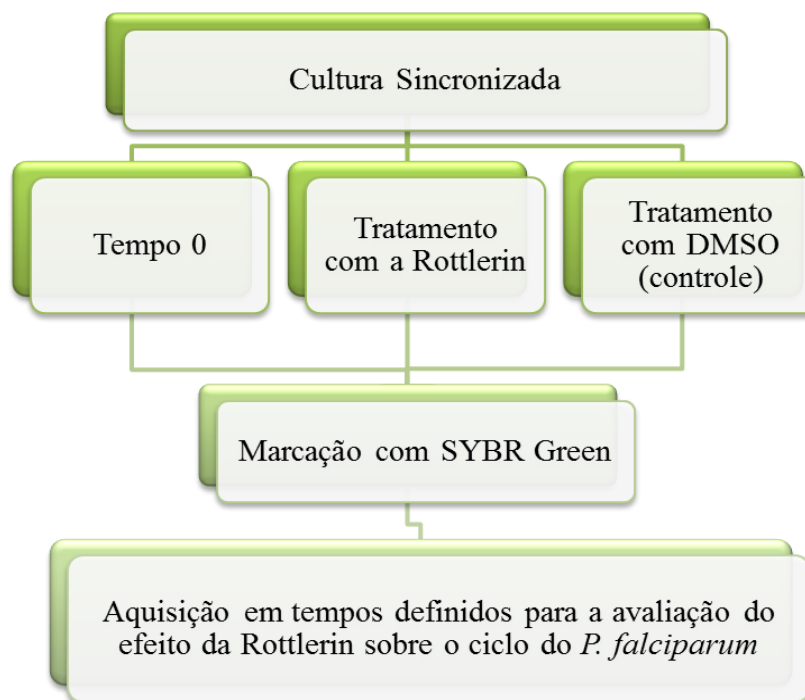 Cultura Sincronizada
Tempo 0
Tratamento
com a Rottlerin
Tratamento
com DMSO
(controle)
Marcação com SYBR Green
Aquisição em tempos definidos para a avaliação do
efeito da Rottlerin sobre o ciclo do P. falciparum